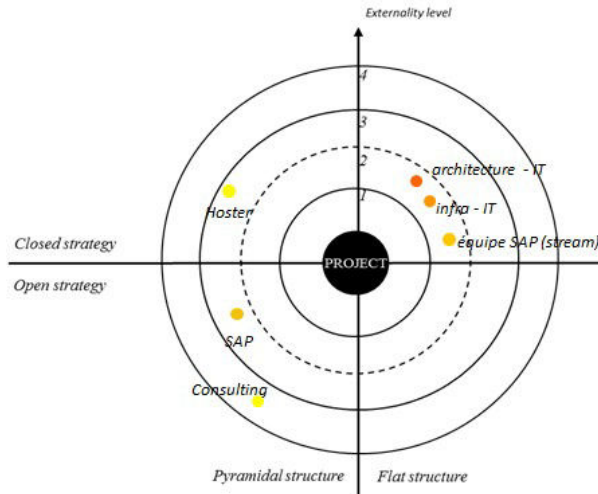 Externality level
4
3
2
1
architecture - IT
infra - IT
Hoster
équipe SAP (stream)
Closed strategy
PROJECT
Open strategy
SAP
Consulting
Pyramidal structure
Flat structure